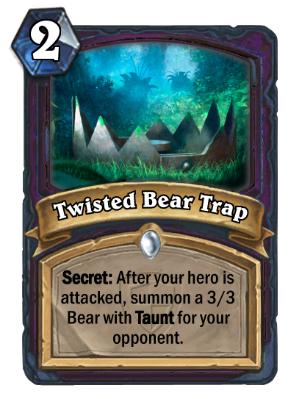 2
Twisted Bear Trap
Secret: After your hero is
attacked, summon a 3/3
Bear with Taunt for your
opponent.